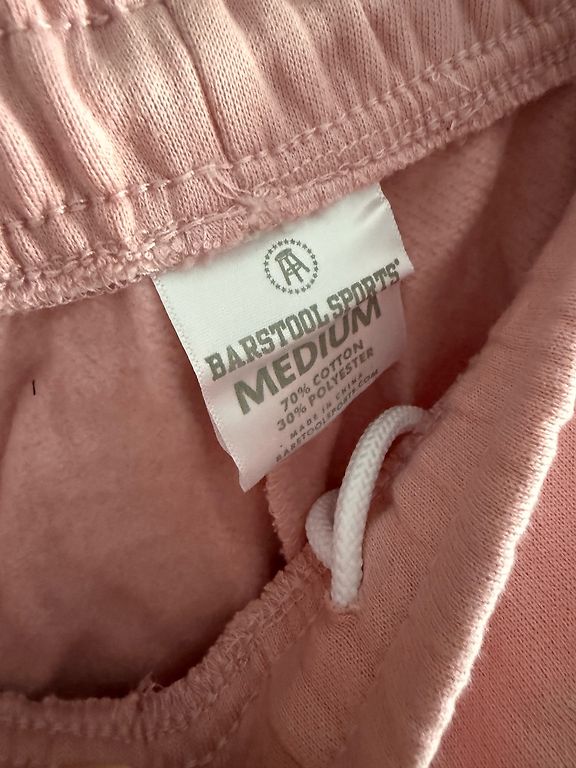 BARSTOOL SPORTS®
MEDIUM
70% COTTON
30% POLYESTER
MADE IN CHINA
BARSTOOLSPORTS.COM